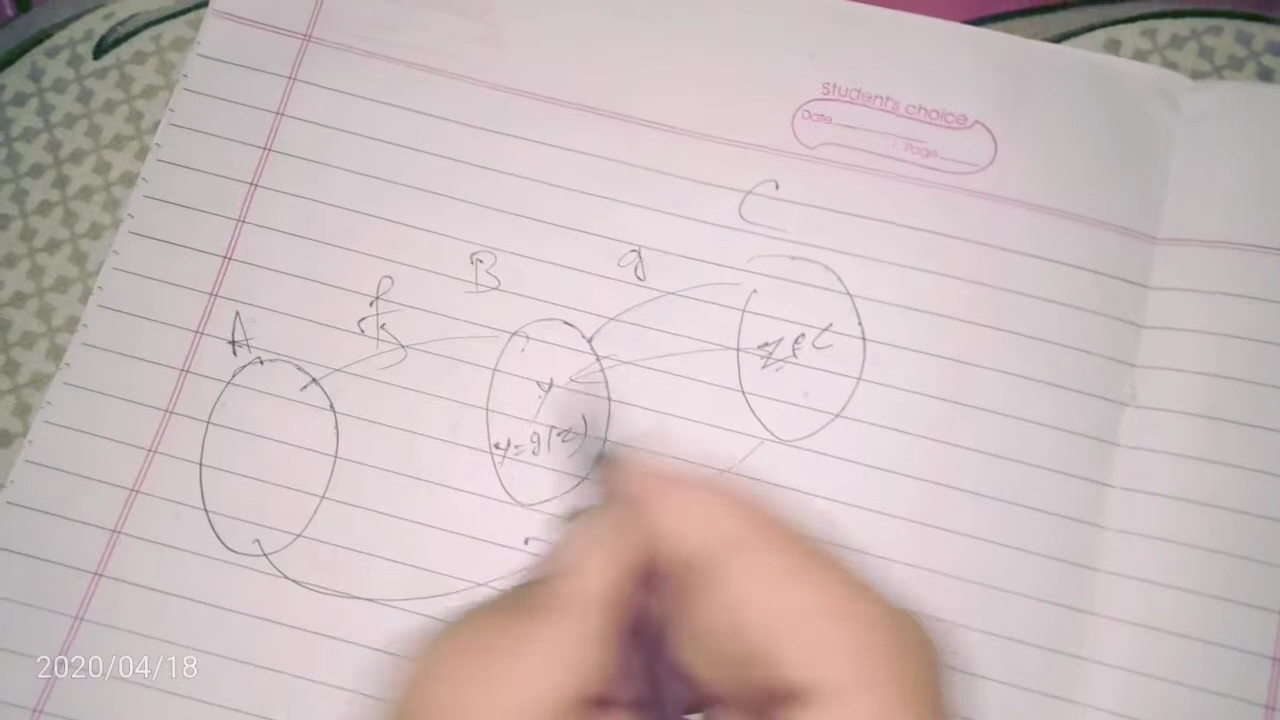 Student's choice
Date
Page
C
g
B
f
A
z ∈ C
y
y = g(z)
2020/04/18